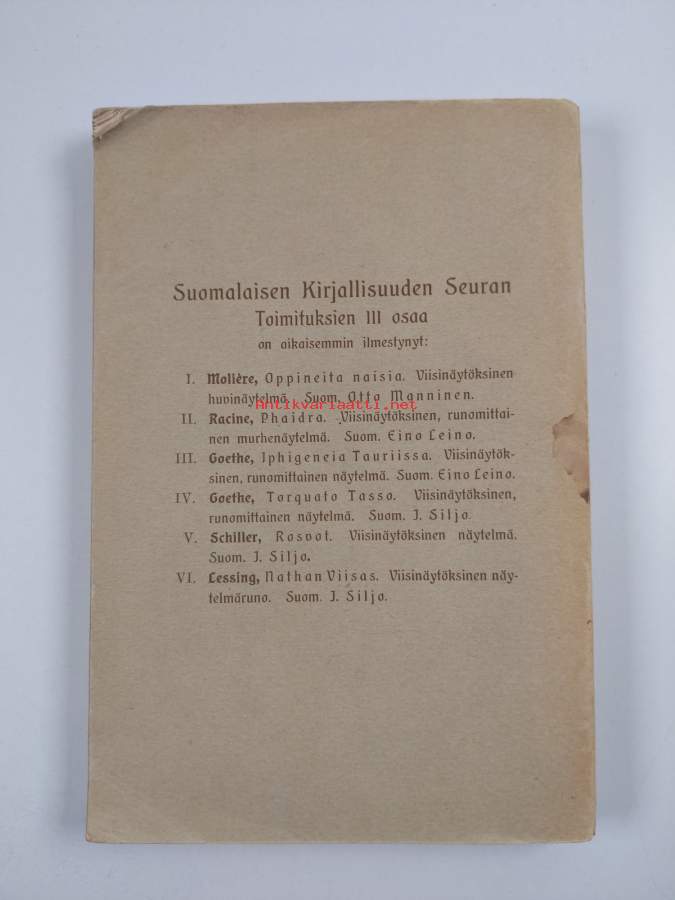 Suomalaisen Kirjallisuuden Seuran
Toimituksien 111 osaa
on aikaisemmin ilmestynyt:
I. Molière, Oppineita naisia. Viisinäytöksinen
huvinäytelmä. Suom. Otto Manninen.
Antikvariaatti.net
II. Racine, Phaidra. Viisinäytöksinen, runomittai-
nen murhenäytelmä. Suom. Eino Leino.
III. Goethe, Iphigeneia Tauriissa. Viisinäytök-
sinen, runomittainen näytelmä. Suom. Eino Leino.
IV. Goethe, Torquato Tasso. Viisinäytöksinen,
runomittainen näytelmä. Suom. J. Siljo.
V. Schiller, Rosvot. Viisinäytöksinen näytelmä.
Suom. J. Siljo.
VI. Lessing, Nathan Viisas. Viisinäytöksinen näy-
telmäruno. Suom. J. Siljo.